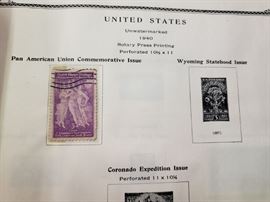 UNITED STATES
Unwatermarked
1940
Rotary Press Printing
Perforated 10½ x 11
Pan American Union Commemorative Issue
Wyoming Statehood Issue
Coronado Expedition Issue
Perforated 11 x 10½